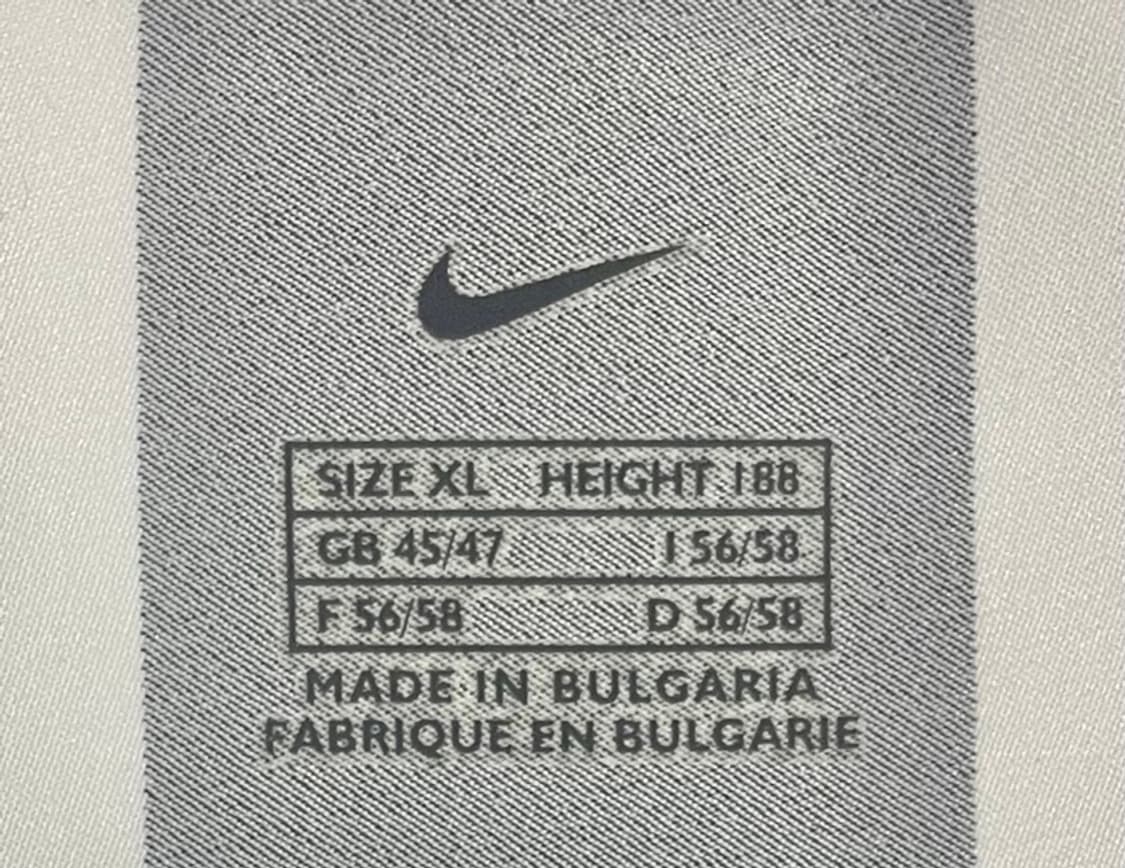 SIZE XL HEIGHT 188
GB 45/47 I 56/58
F 56/58 D 56/58
MADE IN BULGARIA
FABRIQUE EN BULGARIE